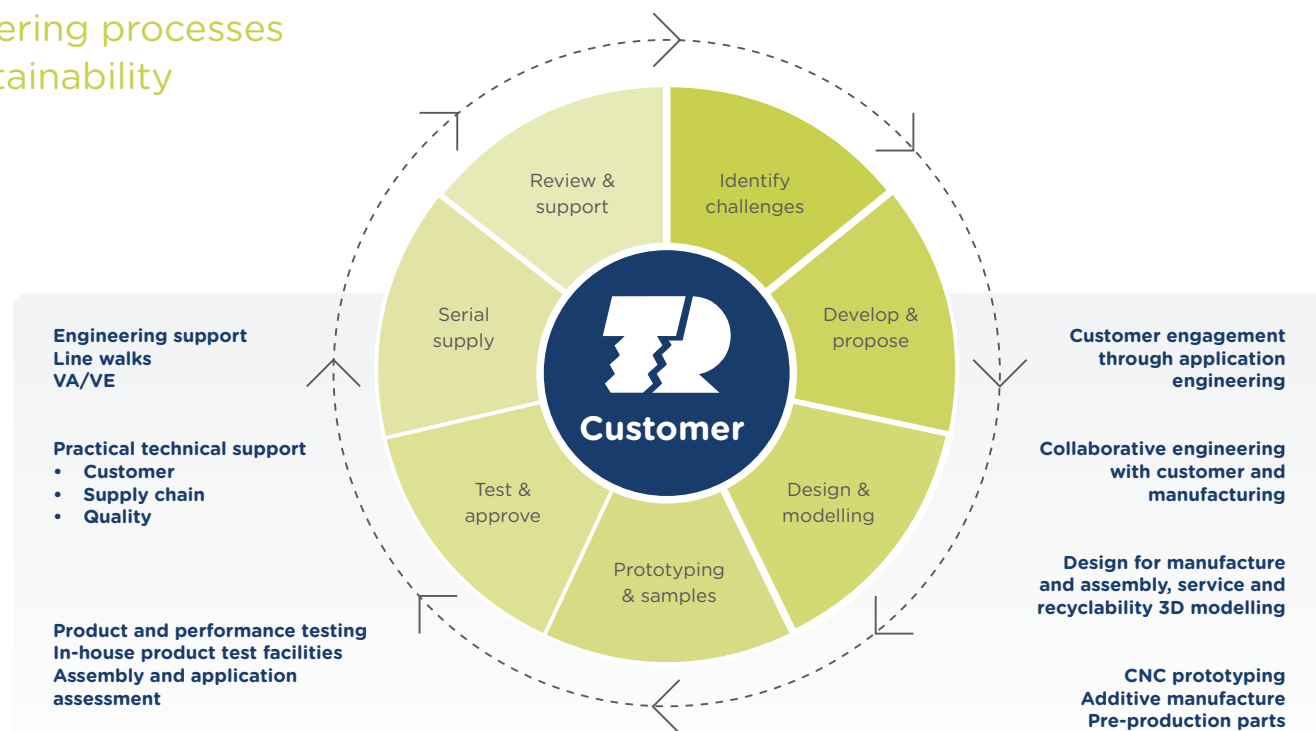 ering processes
tainability
Review &
support
Identify
challenges
Serial
supply
Develop &
propose
TR
Customer
Test &
approve
Design &
modelling
Prototyping
& samples
Engineering support
Line walks
VA/VE
Practical technical support
• Customer
• Supply chain
• Quality
Product and performance testing
In-house product test facilities
Assembly and application
assessment
Customer engagement
through application
engineering
Collaborative engineering
with customer and
manufacturing
Design for manufacture
and assembly, service and
recyclability 3D modelling
CNC prototyping
Additive manufacture
Pre-production parts